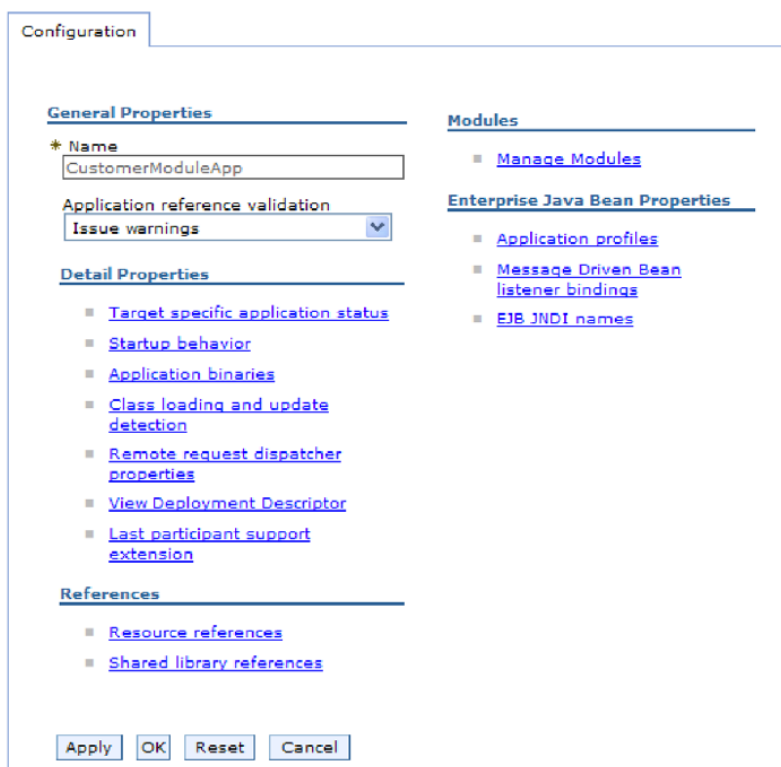 Configuration
General Properties
* Name
CustomerModuleApp
Application reference validation
Issue warnings
Detail Properties
Target specific application status
Startup behavior
Application binaries
Class loading and update
detection
Remote request dispatcher
properties
View Deployment Descriptor
Last participant support
extension
References
Resource references
Shared library references
Modules
Manage Modules
Enterprise Java Bean Properties
Application profiles
Message Driven Bean
listener bindings
EJB JNDI names
Apply OK Reset Cancel